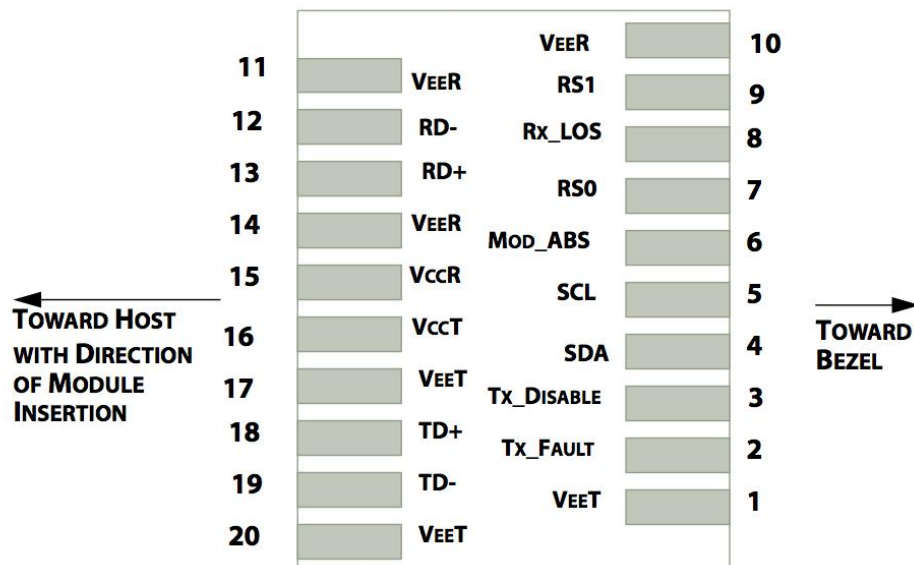 10
VEER
11
VEER
RS1
9
12
RD-
Rx_LOS
8
13
RD+
RS0
7
14
VEER
MOD_ABS
6
15
VCCR
SCL
5
TOWARD HOST
WITH DIRECTION
OF MODULE
INSERTION
TOWARD
BEZEL
16
VCCT
SDA
4
17
VEET
TX_DISABLE
3
18
TD+
TX_FAULT
2
19
TD-
VEET
1
20
VEET